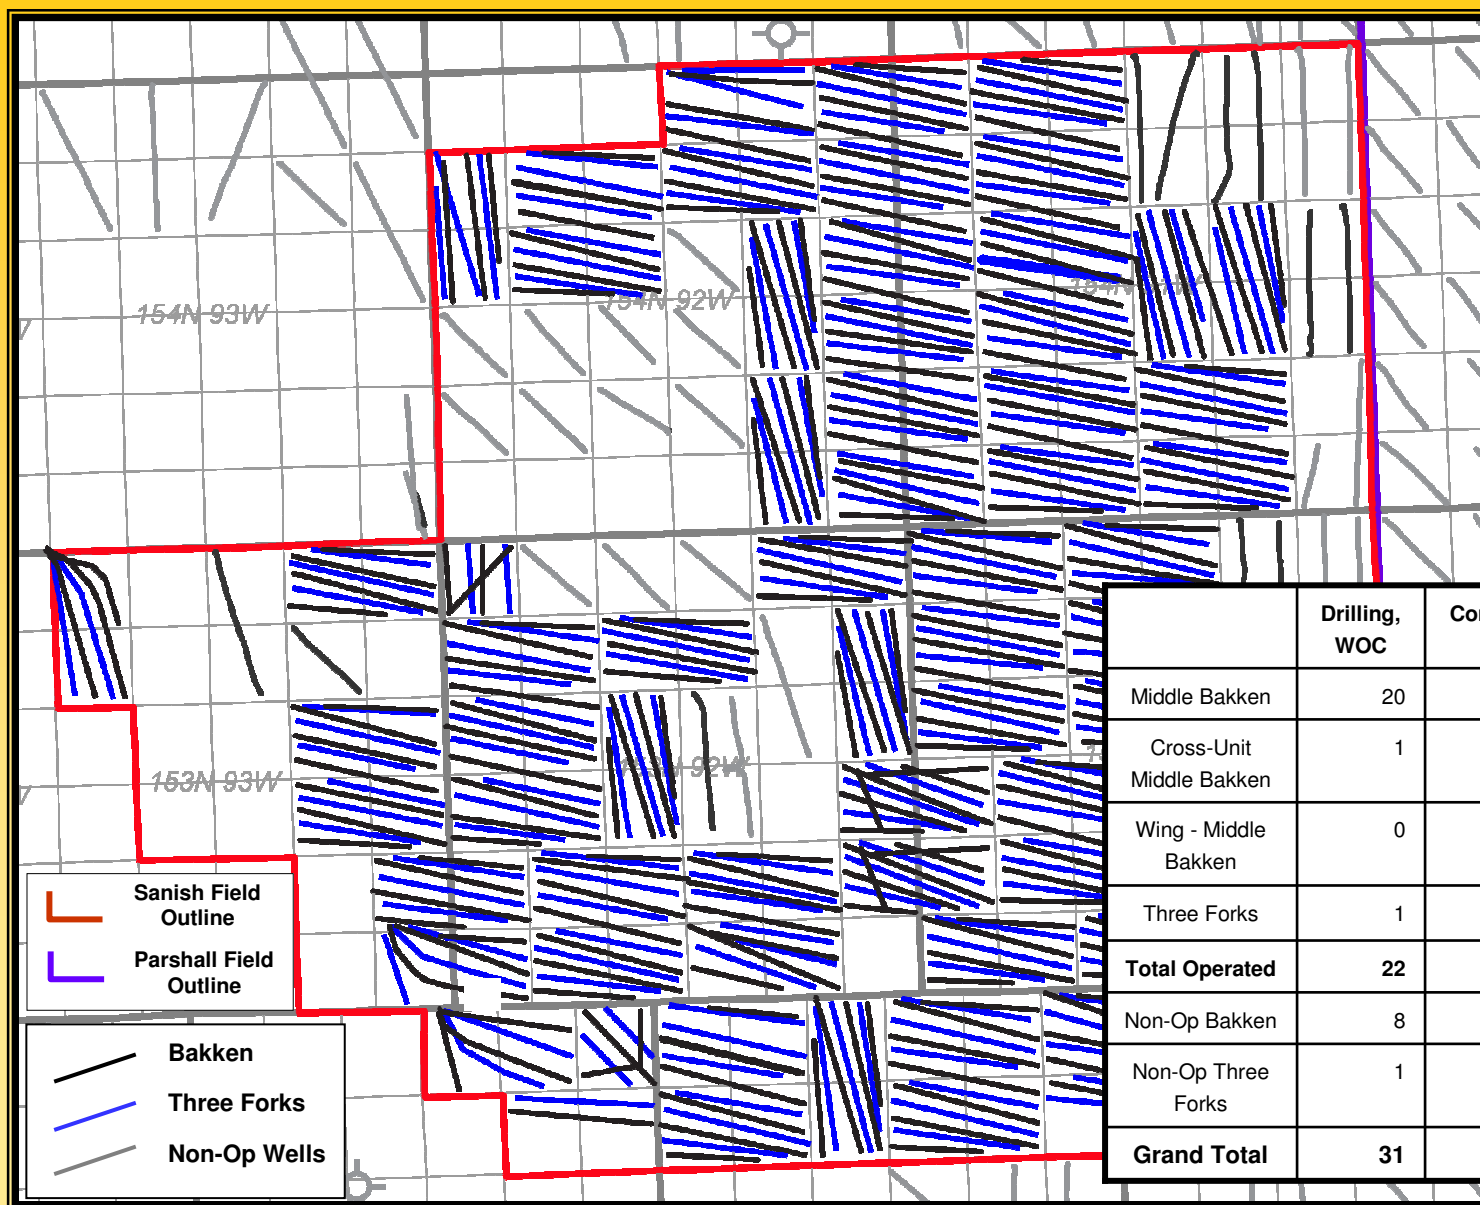 154N 93W
154N 92W
153N 93W
153N 92W
Sanish Field
Outline
Parshall Field
Outline
Bakken
Three Forks
Non-Op Wells
Drilling,
WOC
Middle Bakken 20
Cross-Unit
Middle Bakken 1
Wing - Middle
Bakken 0
Three Forks 1
Total Operated 22
Non-Op Bakken 8
Non-Op Three
Forks 1
Grand Total 31